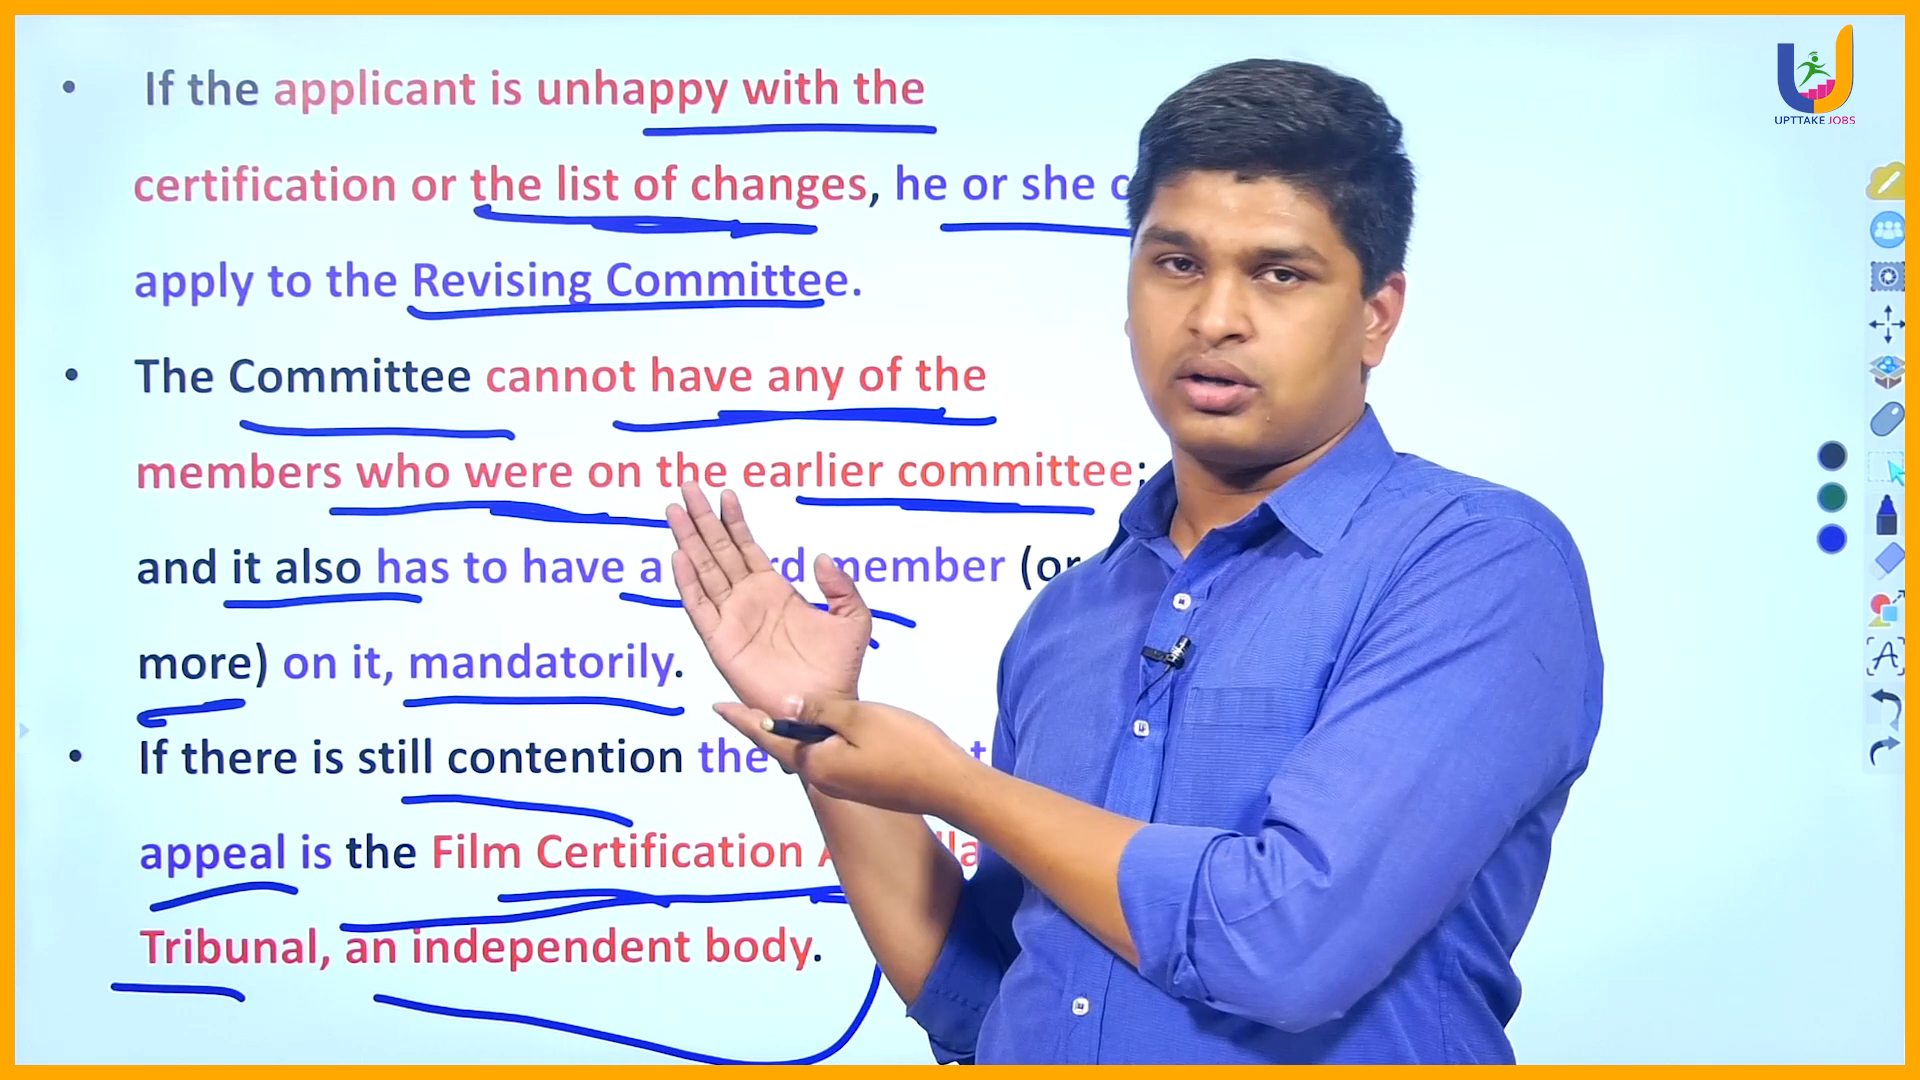 If the applicant is unhappy with the
certification or the list of changes, he or she
apply to the Revising Committee.
The Committee cannot have any of the
members who were on the earlier committee;
and it also has to have a member (or
more) on it, mandatorily.
If there is still contention the
appeal is the Film Certification
Tribunal, an independent body.
UPTTAKE JOBS